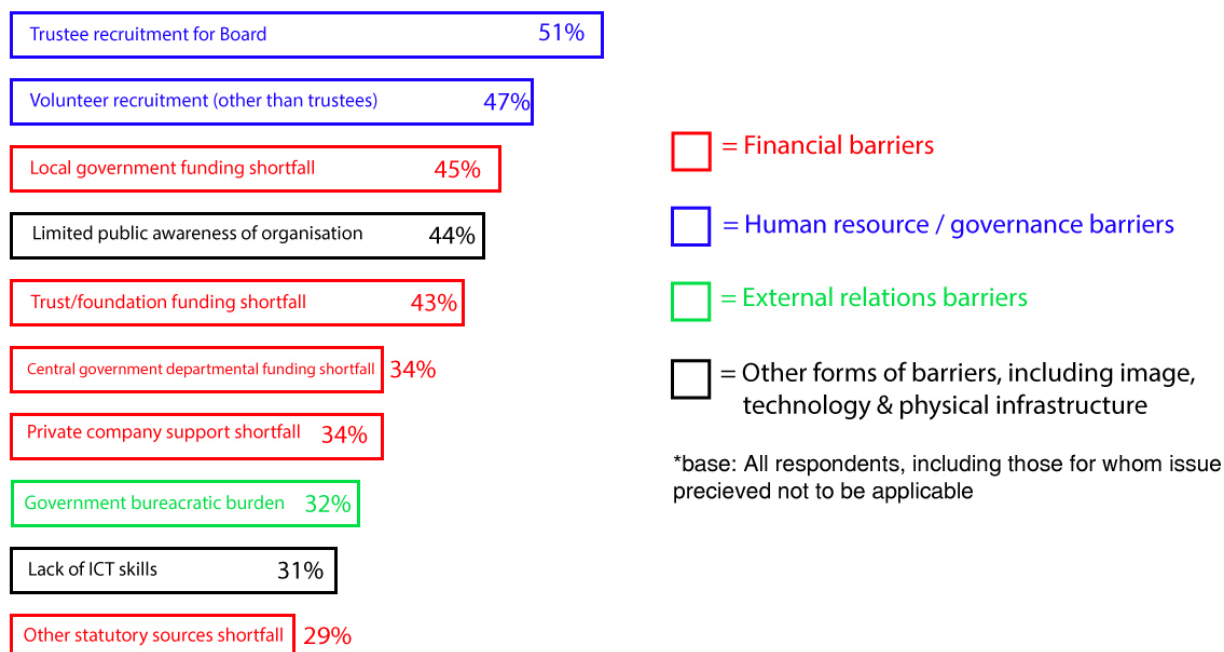 Trustee recruitment for Board 51%
Volunteer recruitment (other than trustees) 47%
Local government funding shortfall 45%
Limited public awareness of organisation 44%
Trust/foundation funding shortfall 43%
Central government departmental funding shortfall 34%
Private company support shortfall 34%
Government bureacratic burden 32%
Lack of ICT skills 31%
Other statutory sources shortfall 29%
= Financial barriers
= Human resource / governance barriers
= External relations barriers
= Other forms of barriers, including image,
technology & physical infrastructure
*base: All respondents, including those for whom issue
precieved not to be applicable